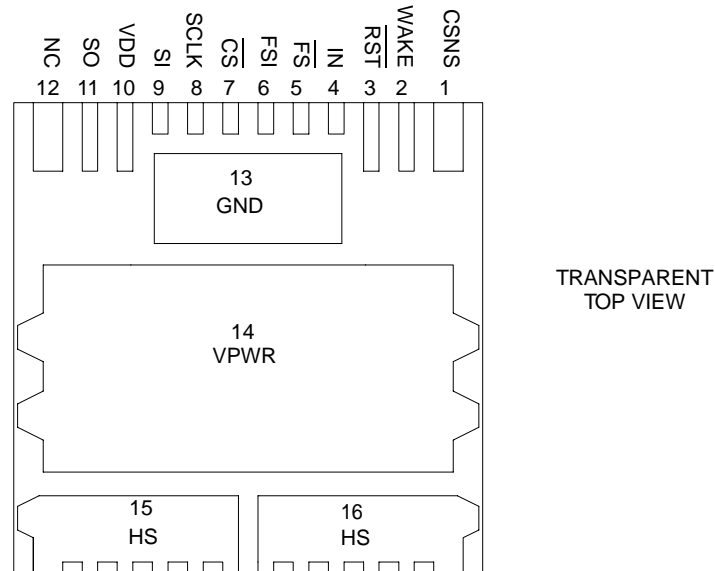 NC
SO
VDD
SI
SCLK
CS
FSI
FS
IN
RST
WAKE
CSNS
12 11 10 9 8 7 6 5 4 3 2 1
13
GND
TRANSPARENT
TOP VIEW
14
VPWR
15
HS
16
HS